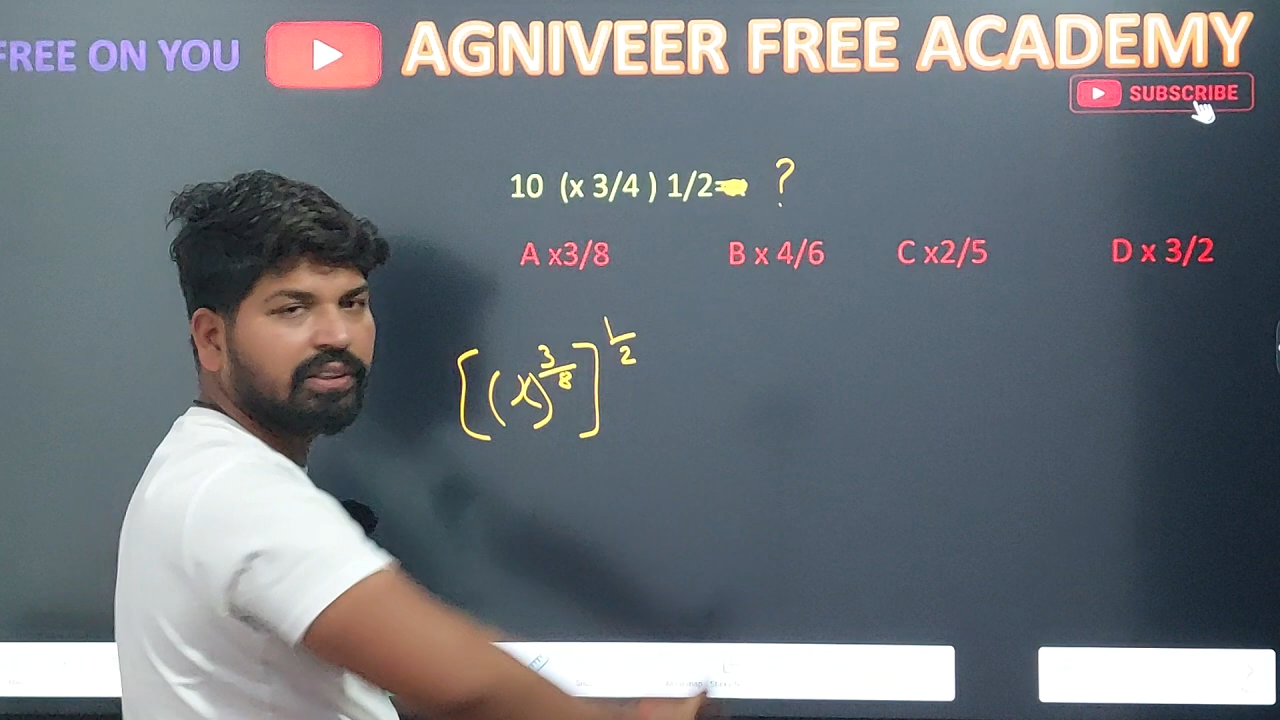 FREE ON YOU AGNIVEER FREE ACADEMY
SUBSCRIBE
10 (x 3/4 ) 1/2= ?
A x3/8 B x 4/6 C x2/5 D x 3/2
[(x)^3/8]^1/2